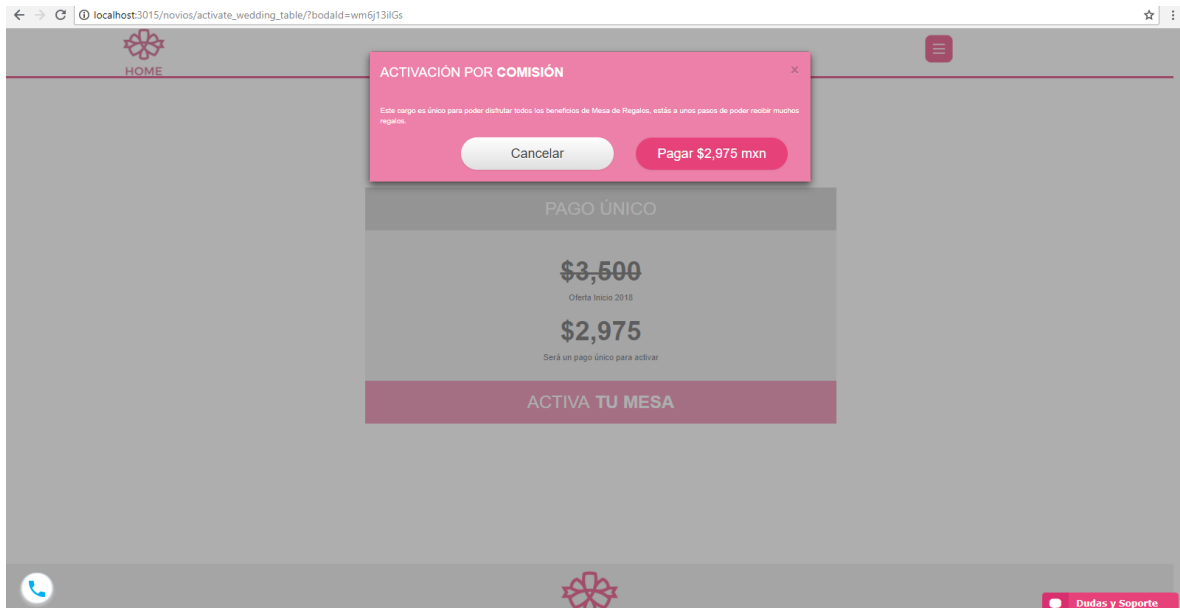 localhost:3015/novios/activate_wedding_table/?bodaId=wm6j13ilGs
HOME
ACTIVACIÓN POR COMISIÓN
×
Este cargo es único para poder disfrutar todos los beneficios de Mesa de Regalos, estás a unos pasos de poder recibir muchos
regalos.
Cancelar
Pagar $2,975 mxn
PAGO ÚNICO
$3,500
Oferta Inicio 2018
$2,975
Será un pago único para activar
ACTIVA TU MESA
Dudas y Soporte